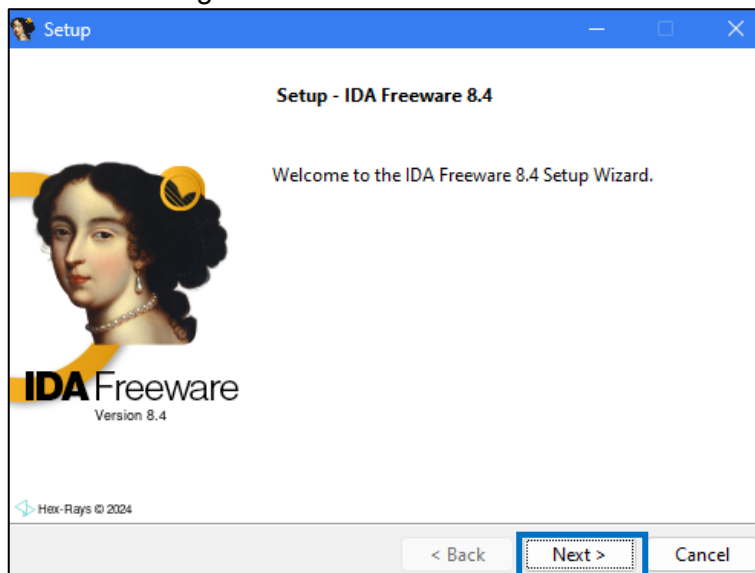 Setup
Setup - IDA Freeware 8.4
Welcome to the IDA Freeware 8.4 Setup Wizard.
IDA Freeware
Version 8.4
Hex-Rays © 2024
< Back
Next >
Cancel